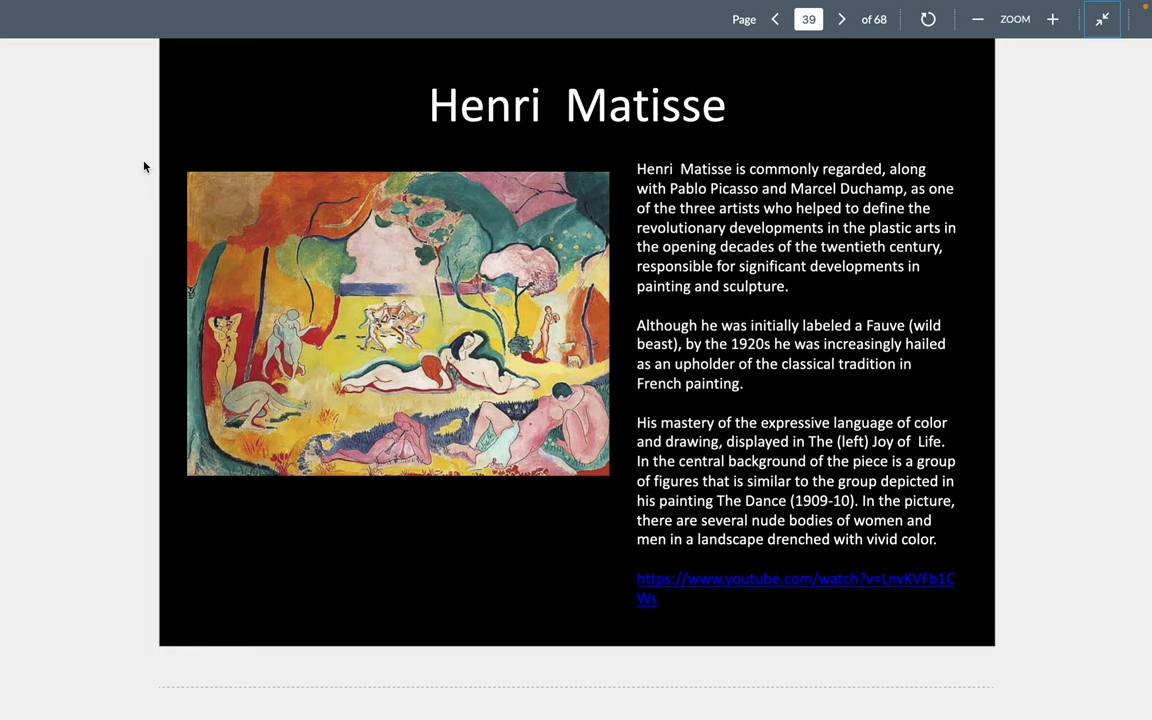 Page 39 of 68 ZOOM
Henri  Matisse
Henri  Matisse is commonly regarded, along
with Pablo Picasso and Marcel Duchamp, as one
of the three artists who helped to define the
revolutionary developments in the plastic arts in
the opening decades of the twentieth century,
responsible for significant developments in
painting and sculpture.
Although he was initially labeled a Fauve (wild
beast), by the 1920s he was increasingly hailed
as an upholder of the classical tradition in
French painting.
His mastery of the expressive language of color
and drawing, displayed in The (left) Joy of  Life.
In the central background of the piece is a group
of figures that is similar to the group depicted in
his painting The Dance (1909-10). In the picture,
there are several nude bodies of women and
men in a landscape drenched with vivid color.
https://www.youtube.com/watch?v=LnvKVFb1C
Ws